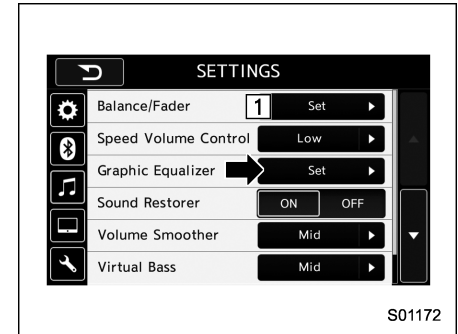 SETTINGS
Balance/Fader 1 Set
Speed Volume Control Low
Graphic Equalizer Set
Sound Restorer ON OFF
Volume Smoother Mid
Virtual Bass Mid
S01172